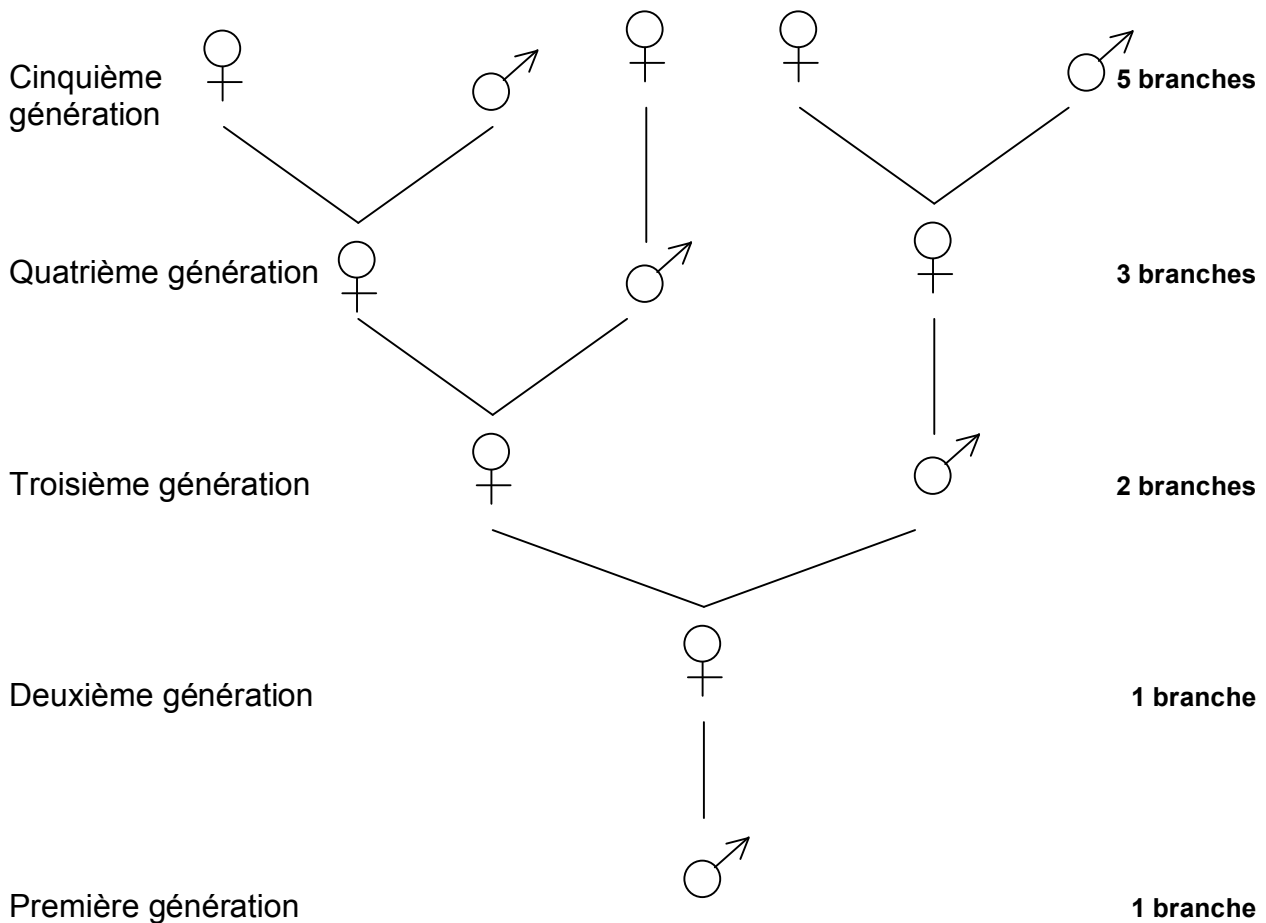 Cinquième
génération
5 branches
Quatrième génération
3 branches
Troisième génération
2 branches
Deuxième génération
1 branche
Première génération
1 branche